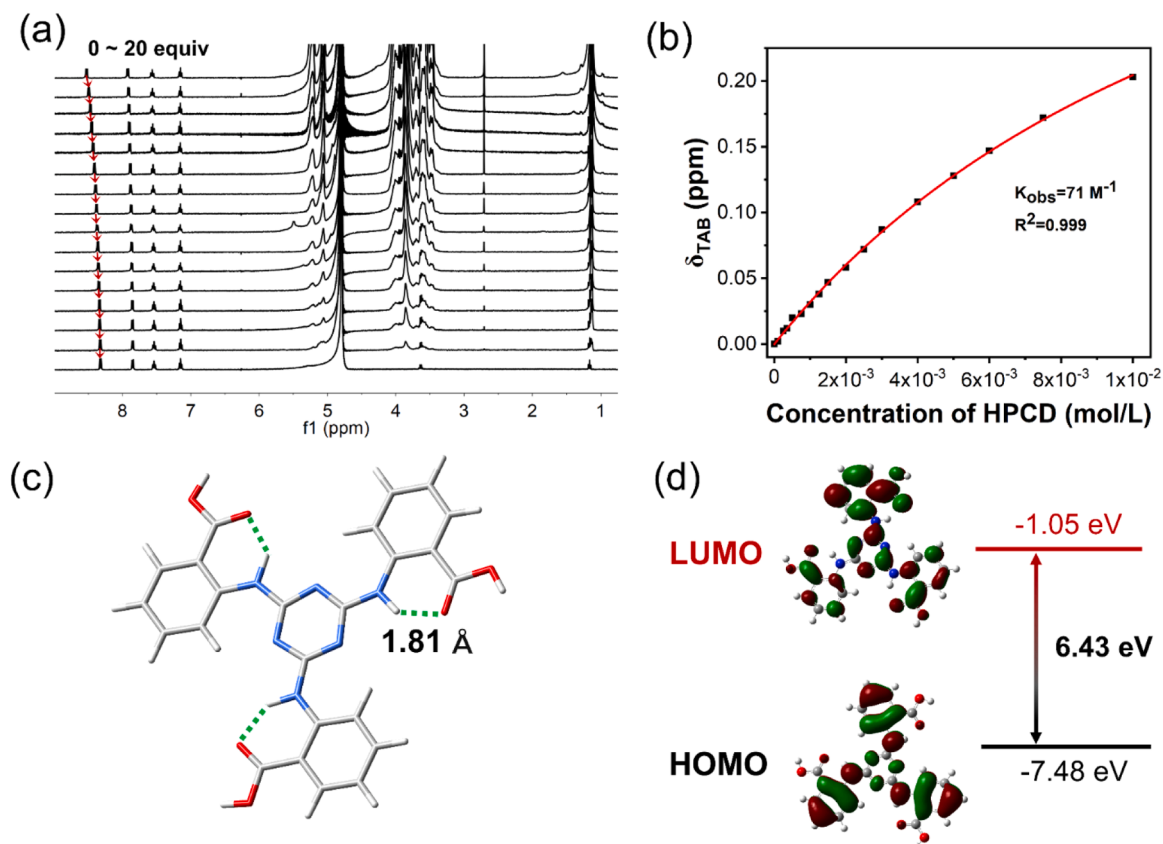 (a)
0 ~ 20 equiv
8 7 6 5 4 3 2 1
f1 (ppm)
(b)
δTAB (ppm)
0.20
0.15
0.10
0.05
0.00
Kobs=71 M-1
R2=0.999
0 2x10-3 4x10-3 6x10-3 8x10-3 1x10-2
Concentration of HPCD (mol/L)
(c)
1.81 Å
(d)
LUMO
-1.05 eV
6.43 eV
HOMO
-7.48 eV